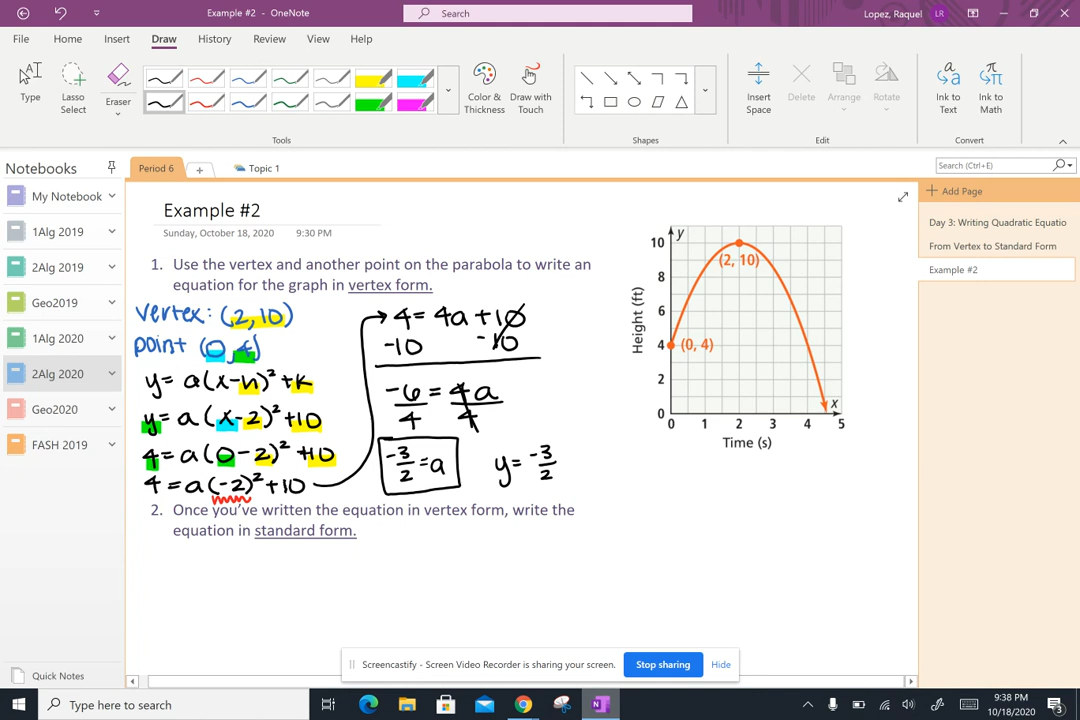 Example #2 - OneNote
Search
Lopez, Raquel LR
File Home Insert Draw History Review View Help
Type
Lasso Select
Eraser
Color & Thickness
Draw with Touch
Insert Space
Delete
Arrange
Rotate
Ink to Text
Ink to Math
Tools
Shapes
Edit
Convert
Notebooks
Period 6
+
Topic 1
Search (Ctrl+E)
My Notebook
1Alg 2019
2Alg 2019
Geo2019
1Alg 2020
2Alg 2020
Geo2020
FASH 2019
Quick Notes
+ Add Page
Day 3: Writing Quadratic Equatio
From Vertex to Standard Form
Example #2
Example #2
Sunday, October 18, 2020 9:30 PM
1. Use the vertex and another point on the parabola to write an
equation for the graph in vertex form.
vertex: (2,10)
point (0,4)
y= a(x-h)²+k
y= a(x-2)²+10
4= a(0-2)²+10
4= a(-2)²+10
4= 4a+10
-10 -10
-6 = 4a
4 4
-3/2 = a
y= -3/2
10
8
6
4
2
0
0 1 2 3 4 5
y
x
(2, 10)
(0, 4)
Height (ft)
Time (s)
2. Once you've written the equation in vertex form, write the
equation in standard form.
Screencastify - Screen Video Recorder is sharing your screen.
Stop sharing
Hide
Type here to search
9:38 PM
10/18/2020
3